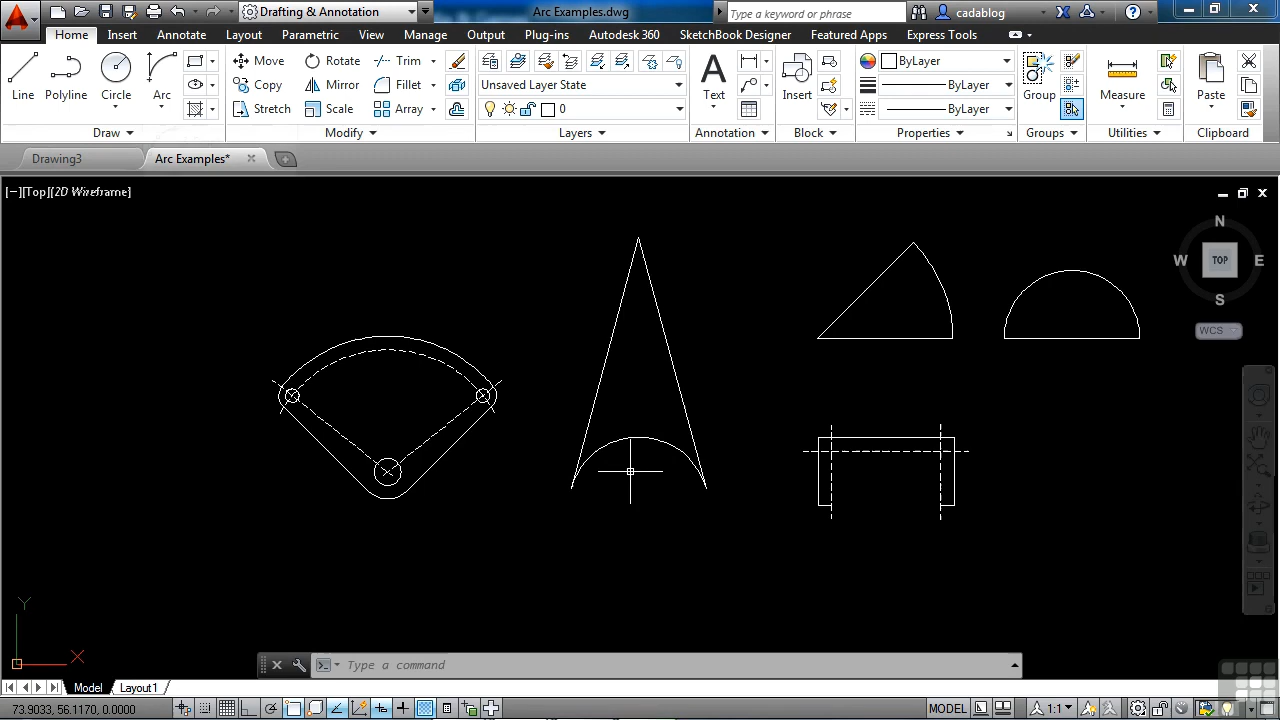 Drafting & Annotation
Arc Examples.dwg
Type a keyword or phrase
cadablog
Home Insert Annotate Layout Parametric View Manage Output Plug-ins Autodesk 360 SketchBook Designer Featured Apps Express Tools
Line Polyline Circle Arc
Move Rotate Trim
Copy Mirror Fillet
Stretch Scale Array
Unsaved Layer State
0
Text
Insert
ByLayer
ByLayer
ByLayer
Group
Measure
Paste
Draw Modify Layers Annotation Block Properties Groups Utilities Clipboard
Drawing3 Arc Examples*
[−][Top][2D Wireframe]
N
W TOP E
S
WCS
Y
X
Type a command
Model Layout1
73.9033, 56.1170, 0.0000
MODEL 1:1